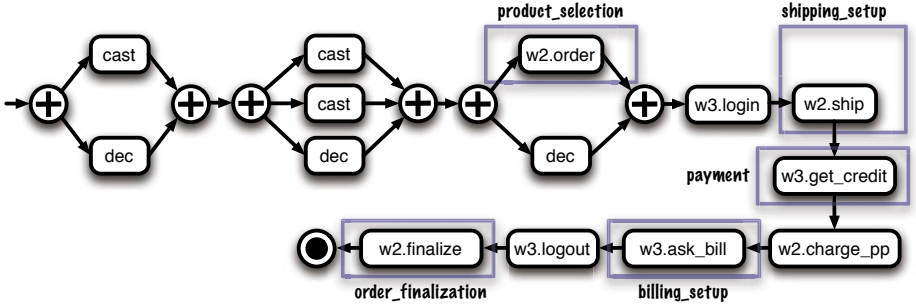 product_selection
shipping_setup
cast
cast
w2.order
cast
w3.login
w2.ship
dec
dec
dec
payment
w3.get_credit
w2.finalize
w3.logout
w3.ask_bill
w2.charge_pp
order_finalization
billing_setup